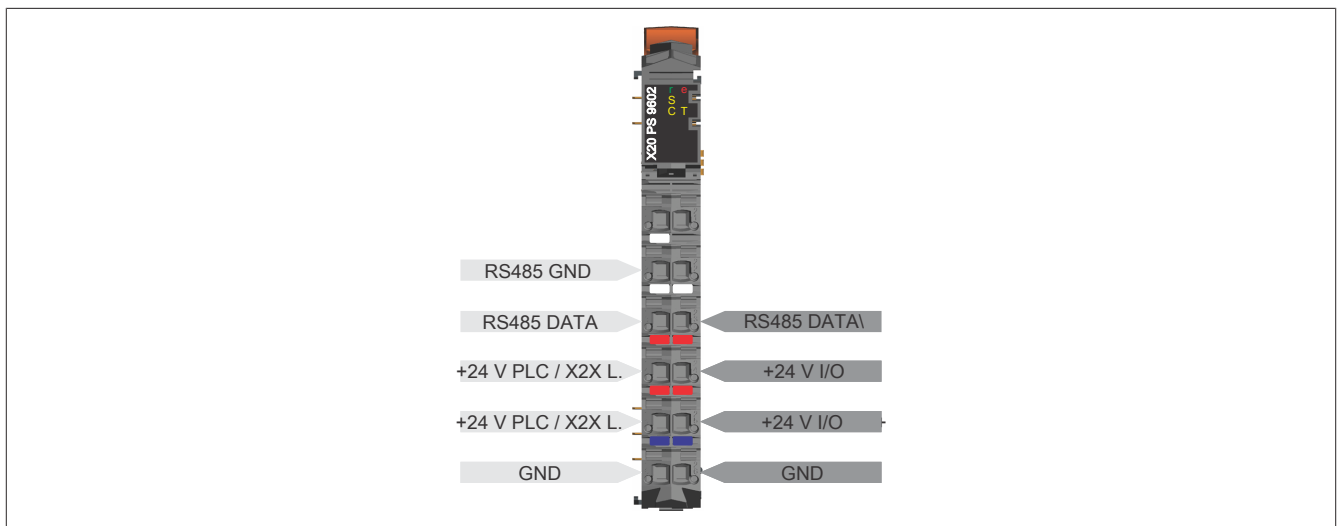 X20 PS 9602
r e
S
C T
RS485 GND
RS485 DATA
RS485 DATA\
+24 V PLC / X2X L.
+24 V I/O
+24 V PLC / X2X L.
+24 V I/O
GND
GND